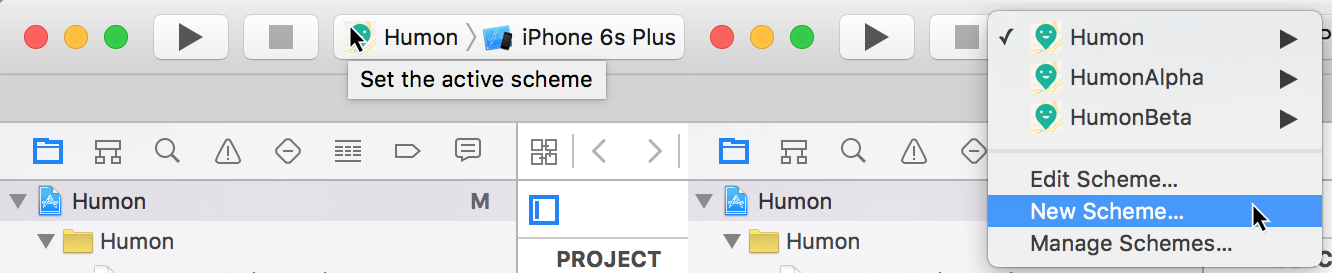 Humon
iPhone 6s Plus
Set the active scheme
Humon M
Humon
PROJECT
✓ Humon
HumonAlpha
HumonBeta
Edit Scheme...
New Scheme...
Manage Schemes...
Humon
Humon